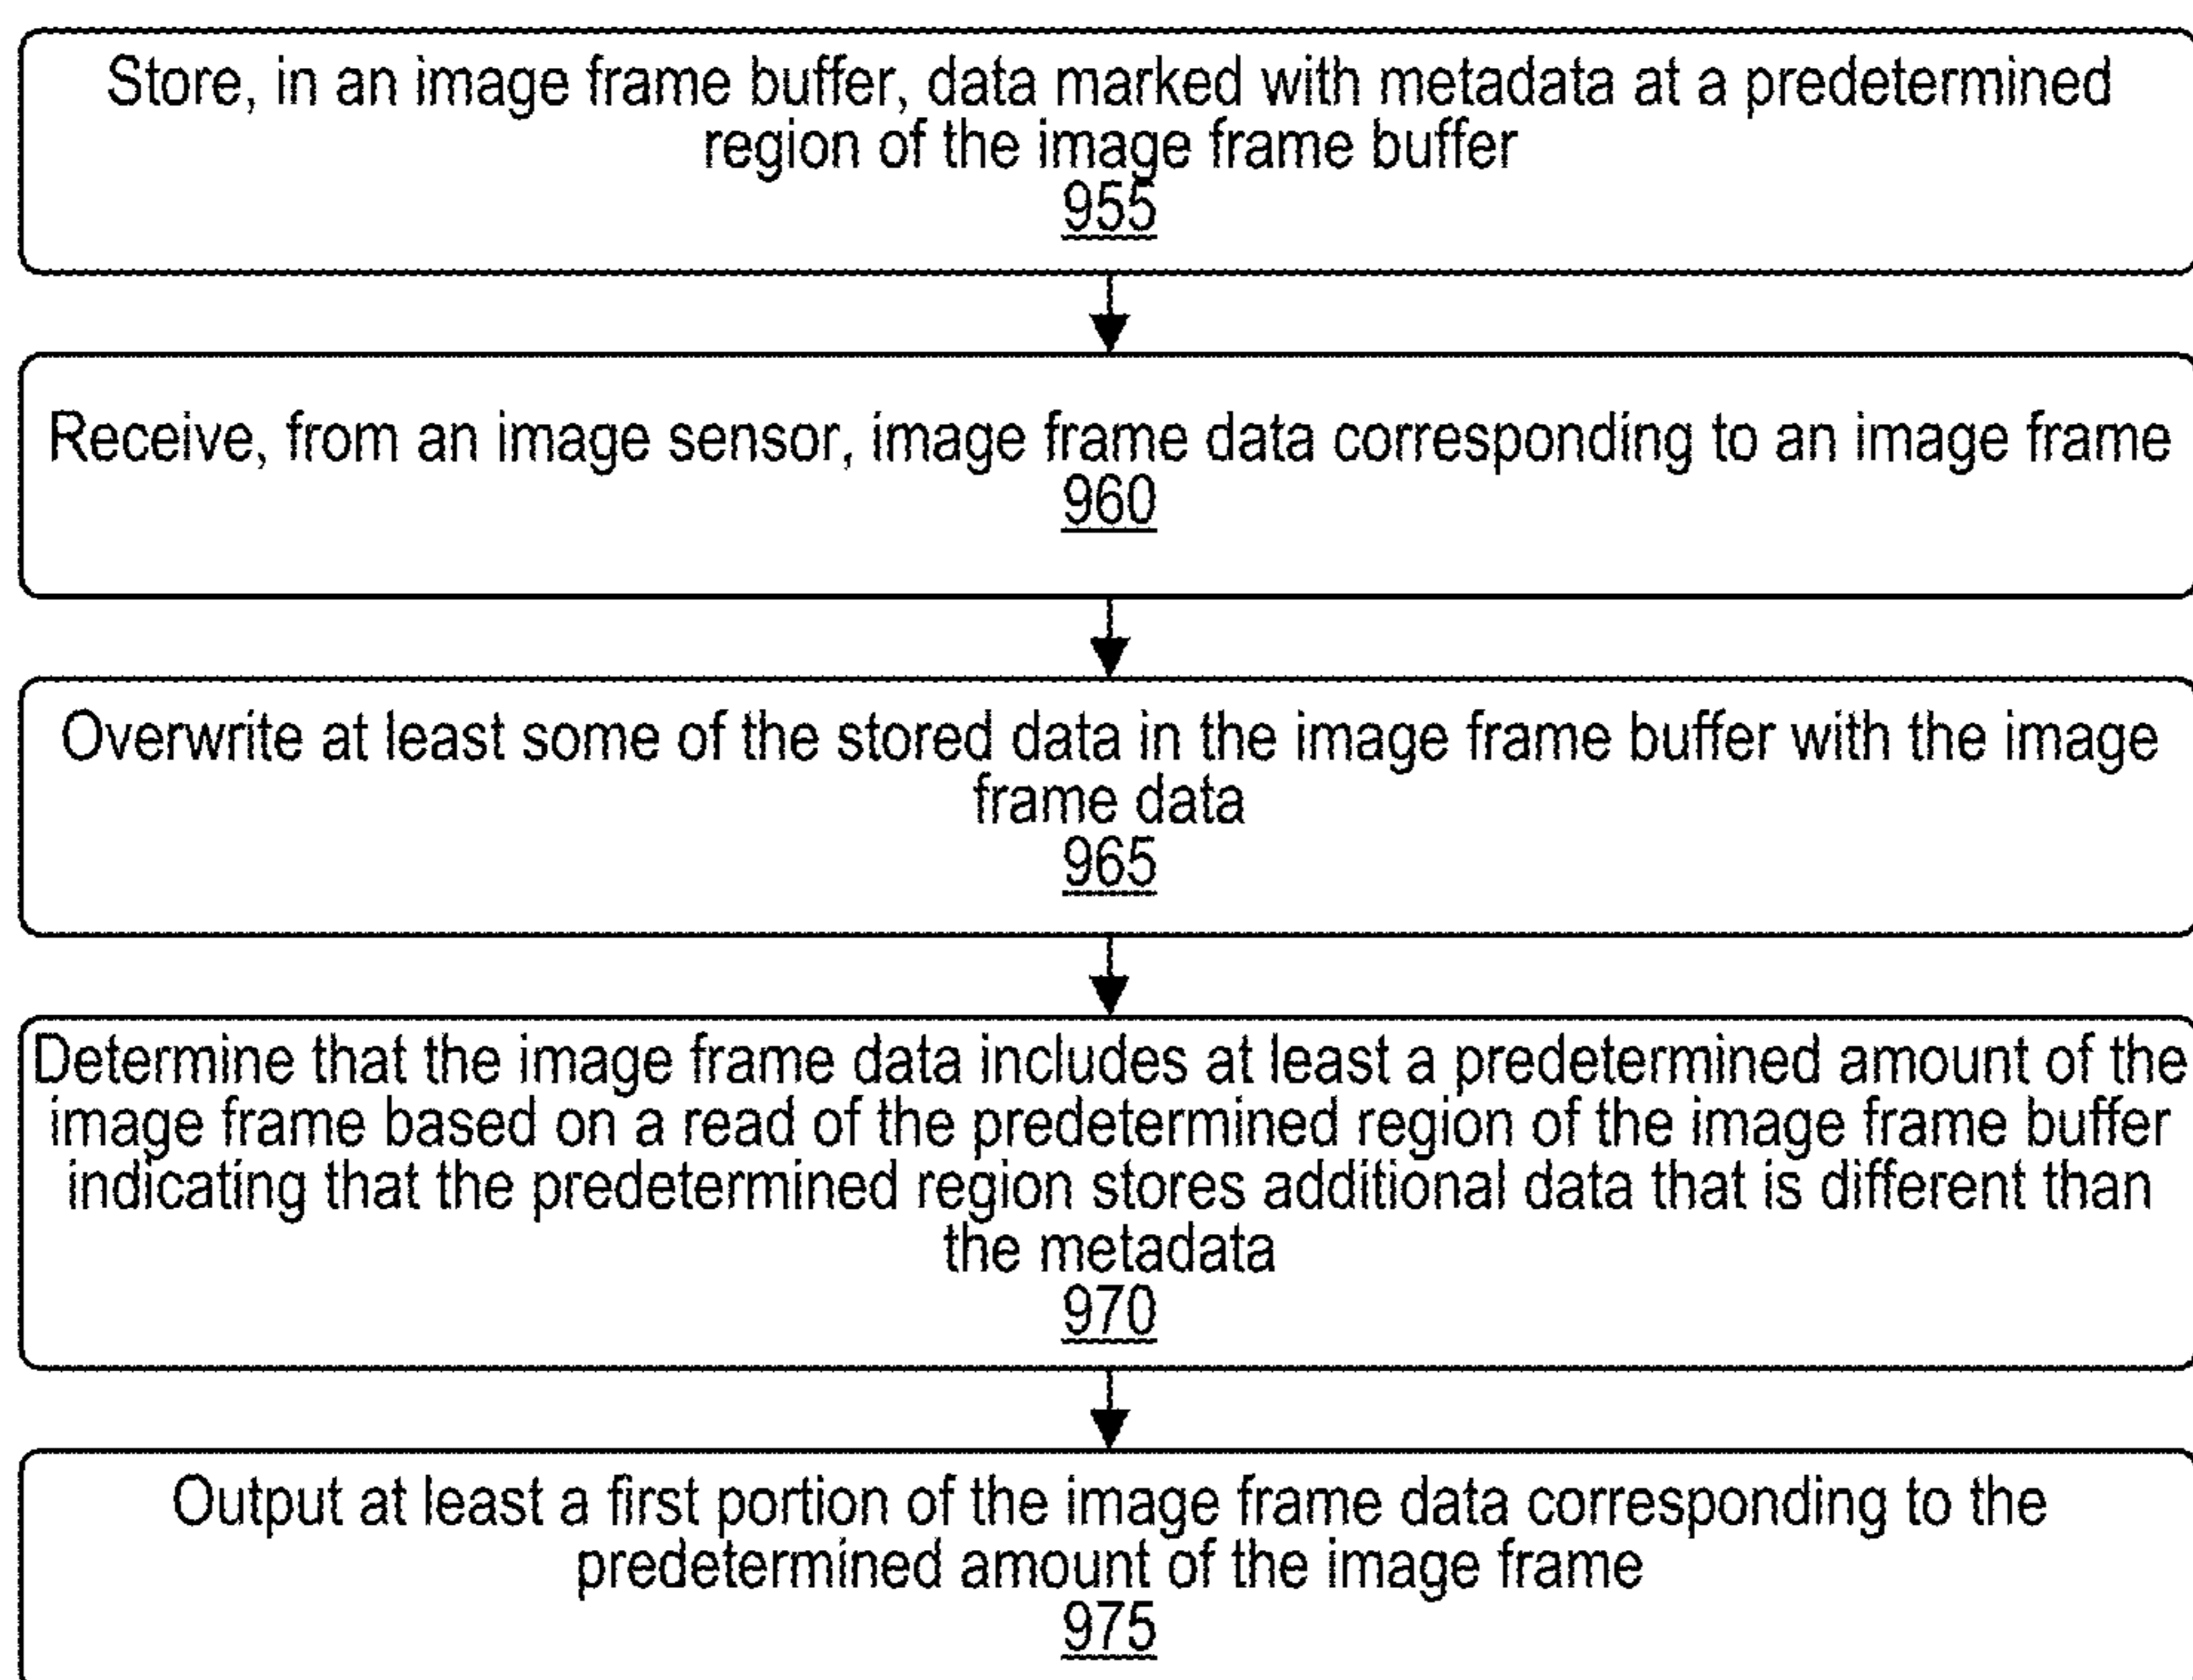 Store, in an image frame buffer, data marked with metadata at a predetermined
region of the image frame buffer
955
Receive, from an image sensor, image frame data corresponding to an image frame
960
Overwrite at least some of the stored data in the image frame buffer with the image
frame data
965
Determine that the image frame data includes at least a predetermined amount of the
image frame based on a read of the predetermined region of the image frame buffer
indicating that the predetermined region stores additional data that is different than
the metadata
970
Output at least a first portion of the image frame data corresponding to the
predetermined amount of the image frame
975